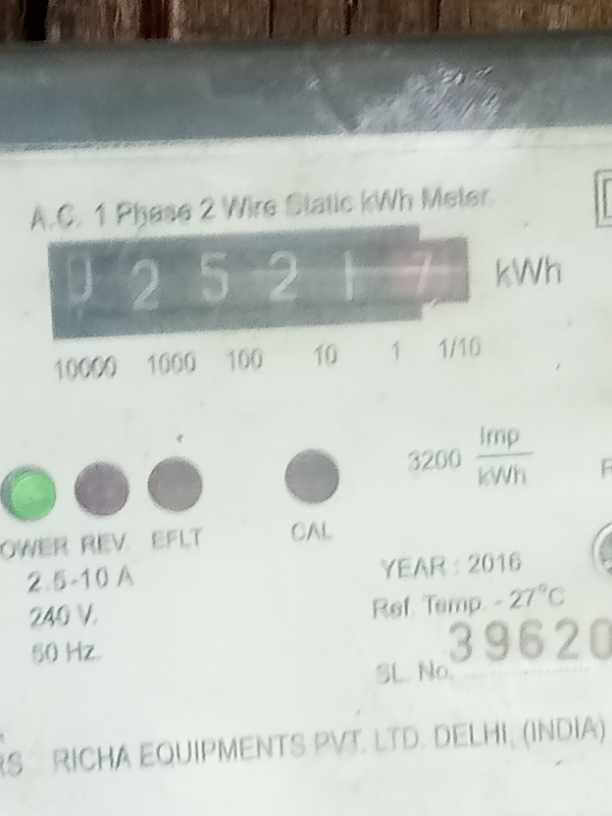 A.C. 1 Phase 2 Wire Static kWh Meter.
0 2 5 2 1 7 kWh
10000 1000 100 10 1 1/10
3200 Imp
kWh
OWER REV. EFLT CAL
2.5-10 A
240 V.
50 Hz.
YEAR : 2016
Ref. Temp. - 27°C
SL. No. 39620
RS RICHA EQUIPMENTS PVT. LTD. DELHI, (INDIA)